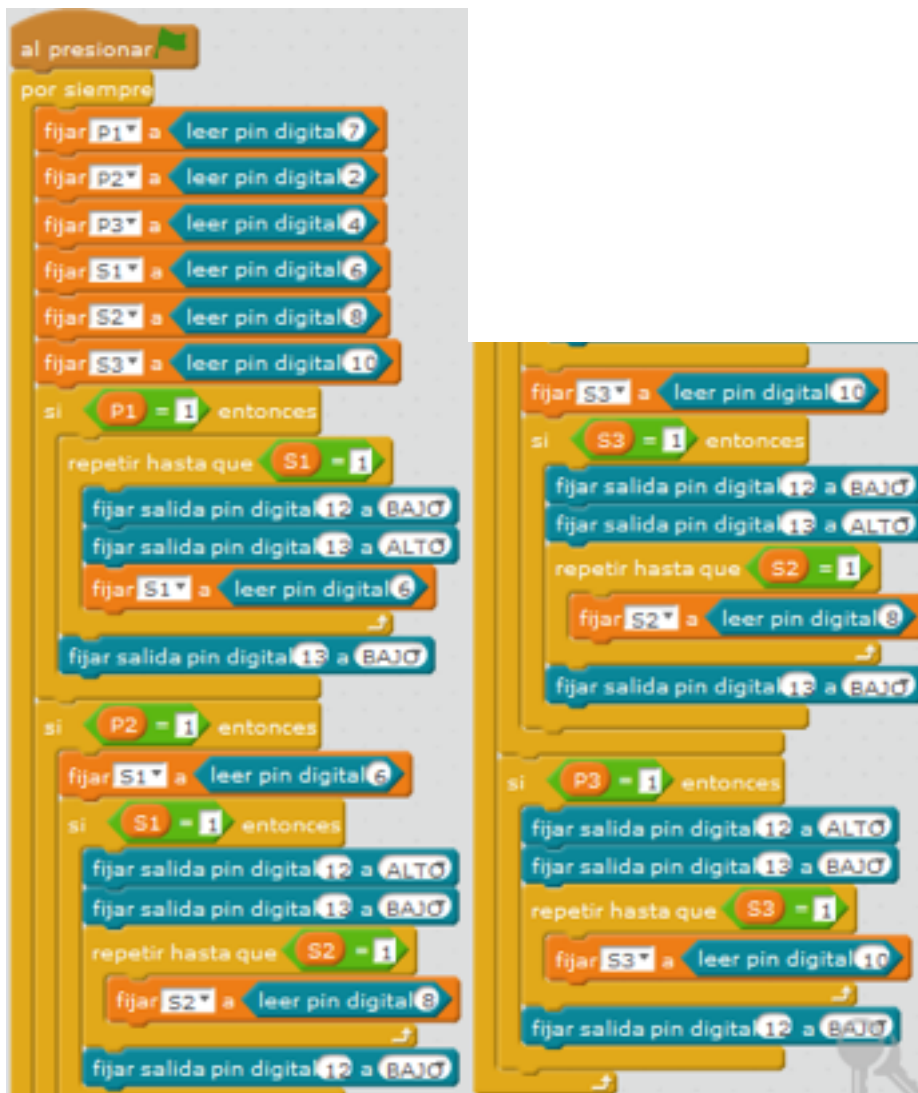 al presionar
por siempre
fijar P1 a leer pin digital 7
fijar P2 a leer pin digital 2
fijar P3 a leer pin digital 4
fijar S1 a leer pin digital 6
fijar S2 a leer pin digital 8
fijar S3 a leer pin digital 10
si P1 = 1 entonces
repetir hasta que S1 = 1
fijar salida pin digital 12 a BAJO
fijar salida pin digital 13 a ALTO
fijar S1 a leer pin digital 6
fijar salida pin digital 13 a BAJO
si P2 = 1 entonces
fijar S1 a leer pin digital 6
si S1 = 1 entonces
fijar salida pin digital 12 a ALTO
fijar salida pin digital 13 a BAJO
repetir hasta que S2 = 1
fijar S2 a leer pin digital 8
fijar salida pin digital 12 a BAJO
fijar S3 a leer pin digital 10
si S3 = 1 entonces
fijar salida pin digital 12 a BAJO
fijar salida pin digital 13 a ALTO
repetir hasta que S2 = 1
fijar S2 a leer pin digital 8
fijar salida pin digital 13 a BAJO
si P3 = 1 entonces
fijar salida pin digital 12 a ALTO
fijar salida pin digital 13 a BAJO
repetir hasta que S3 = 1
fijar S3 a leer pin digital 10
fijar salida pin digital 12 a BAJO